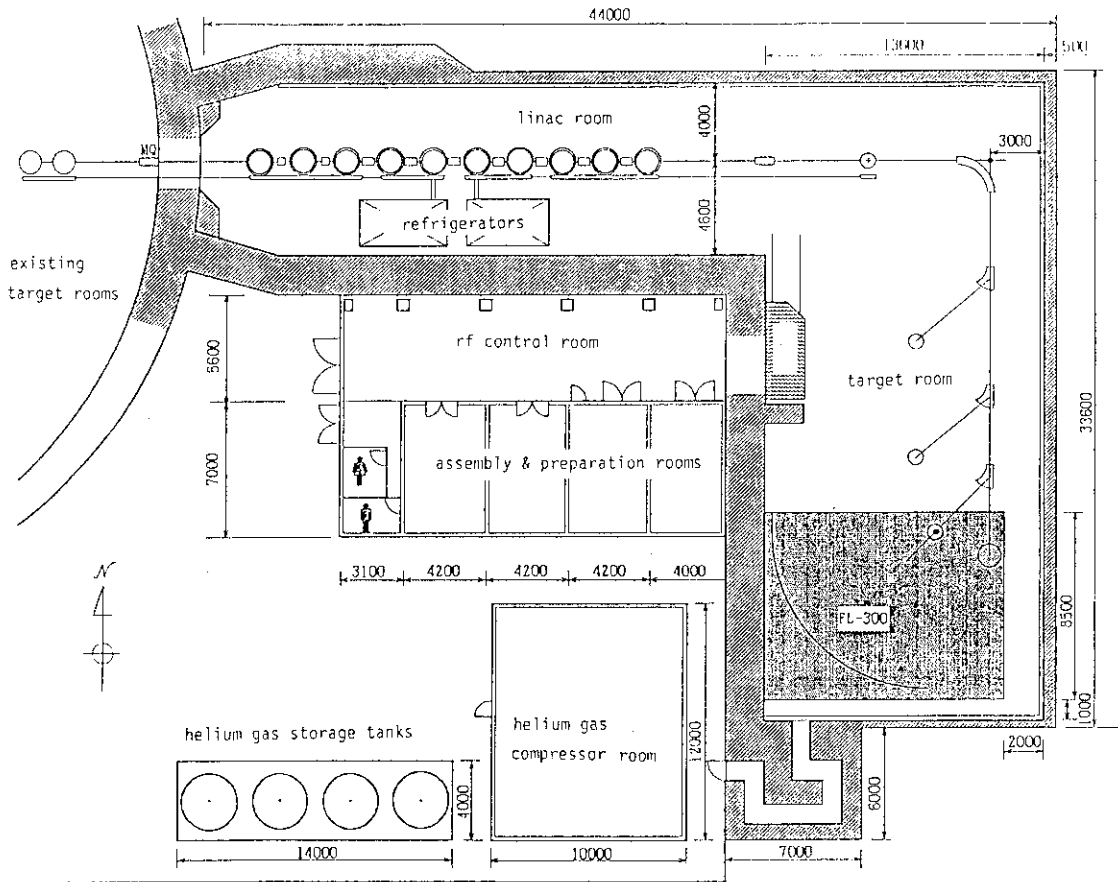 44000
13600
500
linac room
4000
3000
MQ
4600
refrigerators
existing
target rooms
rf control room
5600
target room
33600
7000
assembly & preparation rooms
3100
4200
4200
4200
4000
N
FL-300
8500
1000
helium gas storage tanks
helium gas
compressor room
12000
2000
4000
6000
14000
10000
7000